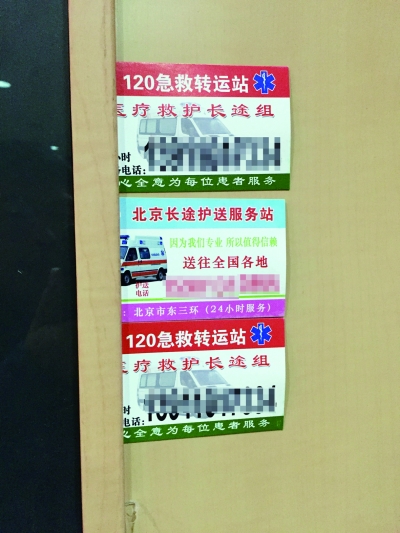 120急救转运站
医疗救护长途组
小时
电话：
心全意为每位患者服务
北京长途护送服务站
因为我们专业 所以值得信赖
送往全国各地
护送
电话
：北京市东三环（24小时服务）
120急救转运站
医疗救护长途组
时
电话：
心全意为每位患者服务